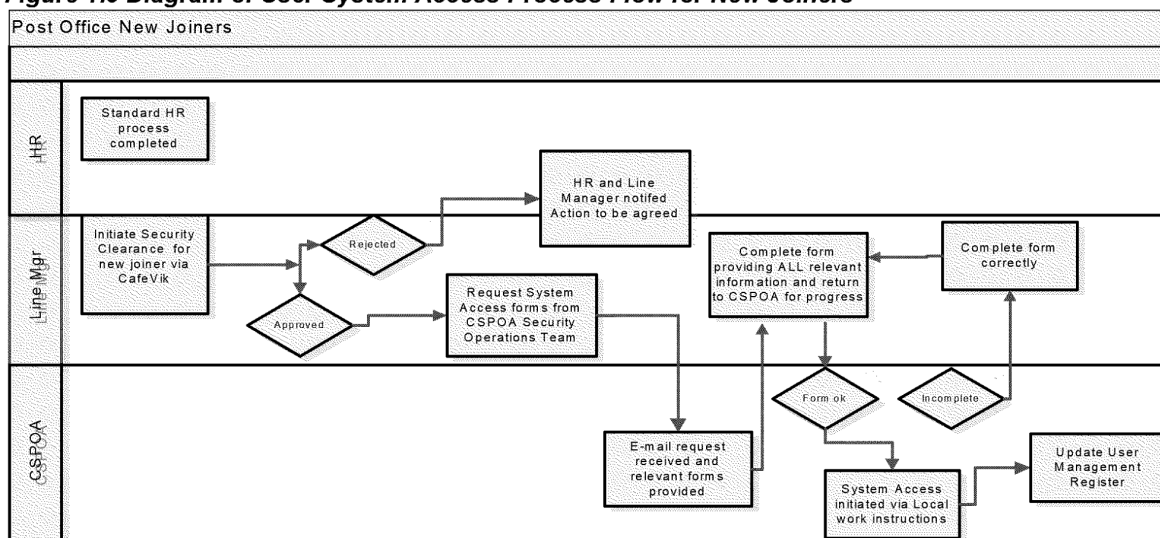 Figure 1.0 Diagram of User System Access Process Flow for New Joiners
Post Office New Joiners
HR
Standard HR
process
completed
HR and Line
Manager notifed
Action to be agreed
Line Mgr
Initiate Security
Clearance for
new joiner via
CafeVik
Rejected
Approved
Request System
Access forms from
CSPOA Security
Operations Team
Complete form
providing ALL relevant
information and return
to CSPOA for progress
Complete form
correctly
CSPOA
E-mail request
received and
relevant forms
provided
Form ok
Incomplete
System Access
initiated via Local
work instructions
Update User
Management
Register